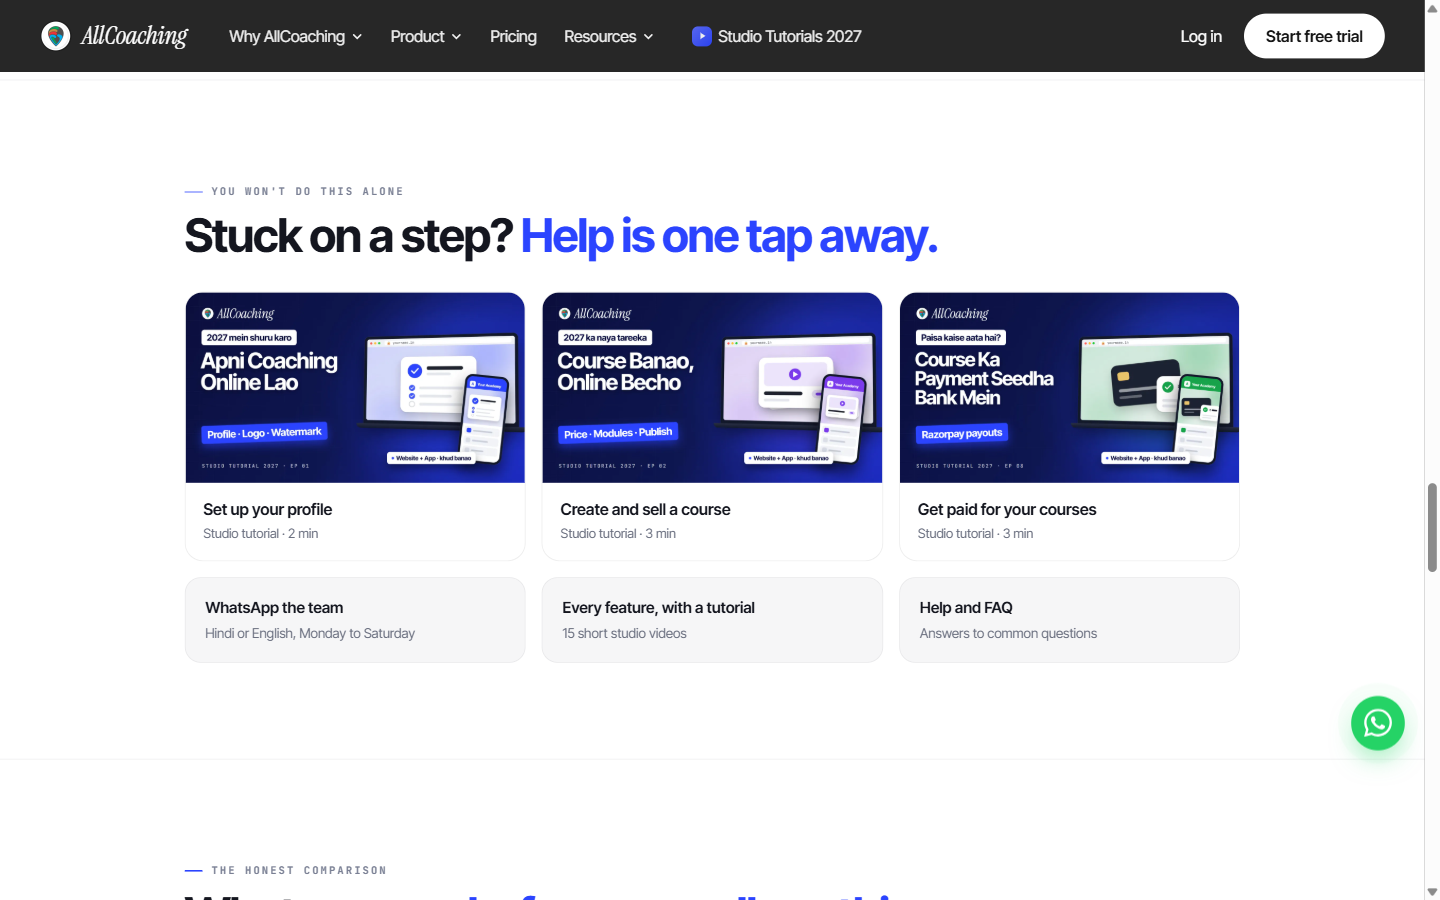 AllCoaching
Why AllCoaching
Product
Pricing
Resources
Studio Tutorials 2027
Log in
Start free trial
YOU WON'T DO THIS ALONE
Stuck on a step? Help is one tap away.
AllCoaching
2027 mein shuru karo
Apni Coaching
Online Lao
Profile · Logo · Watermark
• Website + App · khud banao
STUDIO TUTORIAL 2027 · EP 01
Set up your profile
Studio tutorial · 2 min
AllCoaching
2027 ka naya tareeka
Course Banao,
Online Becho
Price · Modules · Publish
• Website + App · khud banao
STUDIO TUTORIAL 2027 · EP 02
Create and sell a course
Studio tutorial · 3 min
AllCoaching
Paisa kaise aata hai?
Course Ka
Payment Seedha
Bank Mein
Razorpay payouts
• Website + App · khud banao
Get paid for your courses
Studio tutorial · 3 min
WhatsApp the team
Hindi or English, Monday to Saturday
Every feature, with a tutorial
15 short studio videos
Help and FAQ
Answers to common questions
THE HONEST COMPARISON